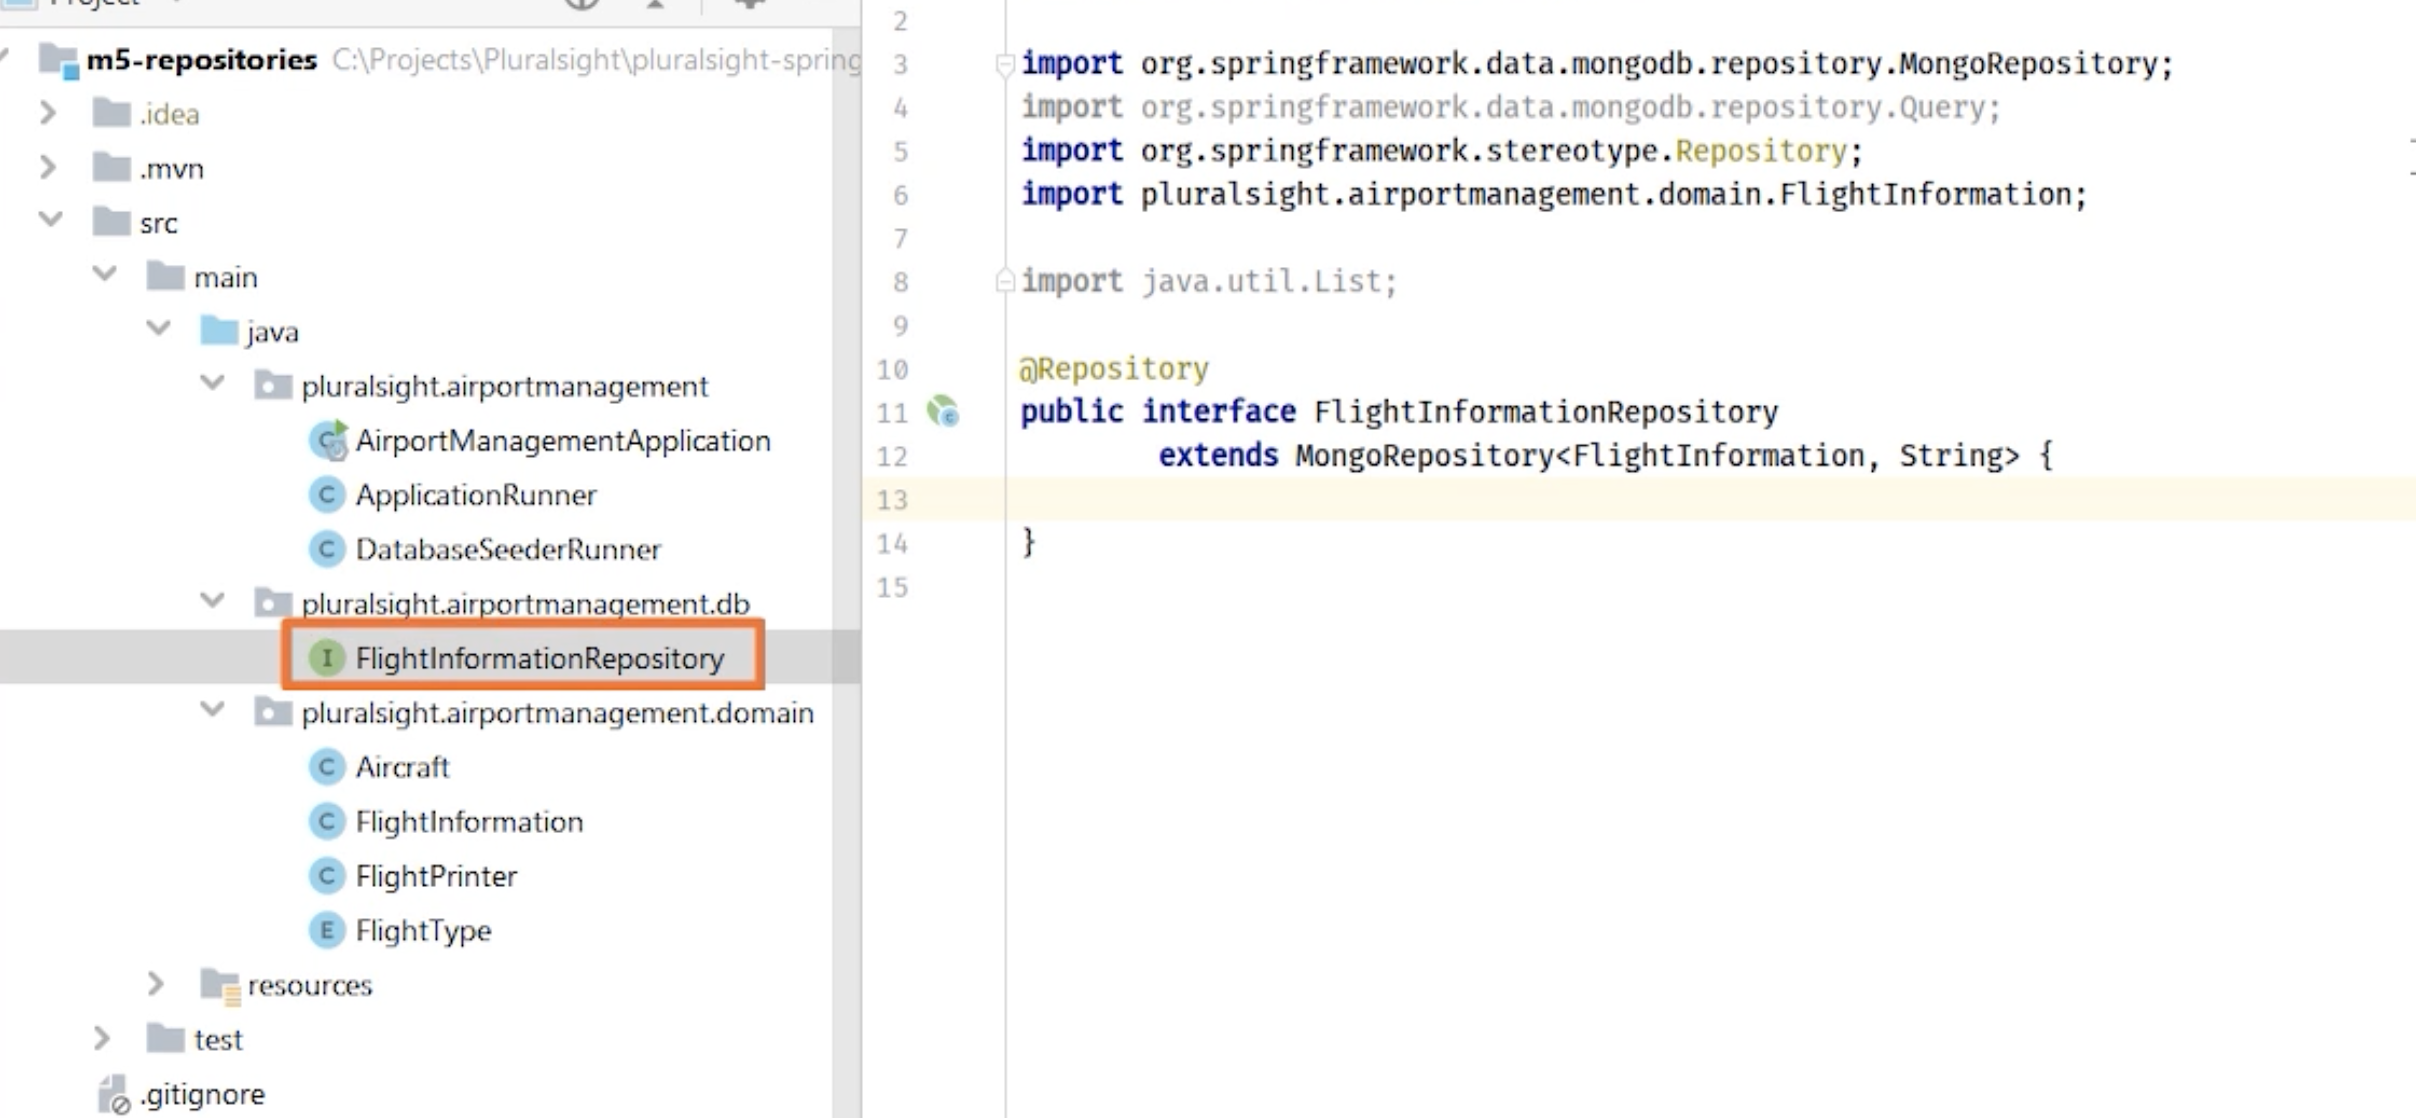 Project
m5-repositories C:\Projects\Pluralsight\pluralsight-spring
.idea
.mvn
src
main
java
pluralsight.airportmanagement
AirportManagementApplication
ApplicationRunner
DatabaseSeederRunner
pluralsight.airportmanagement.db
FlightInformationRepository
pluralsight.airportmanagement.domain
Aircraft
FlightInformation
FlightPrinter
FlightType
resources
test
.gitignore
2
3 import org.springframework.data.mongodb.repository.MongoRepository;
4 import org.springframework.data.mongodb.repository.Query;
5 import org.springframework.stereotype.Repository;
6 import pluralsight.airportmanagement.domain.FlightInformation;
7
8 import java.util.List;
9
10 @Repository
11 public interface FlightInformationRepository
12 extends MongoRepository<FlightInformation, String> {
13
14 }
15